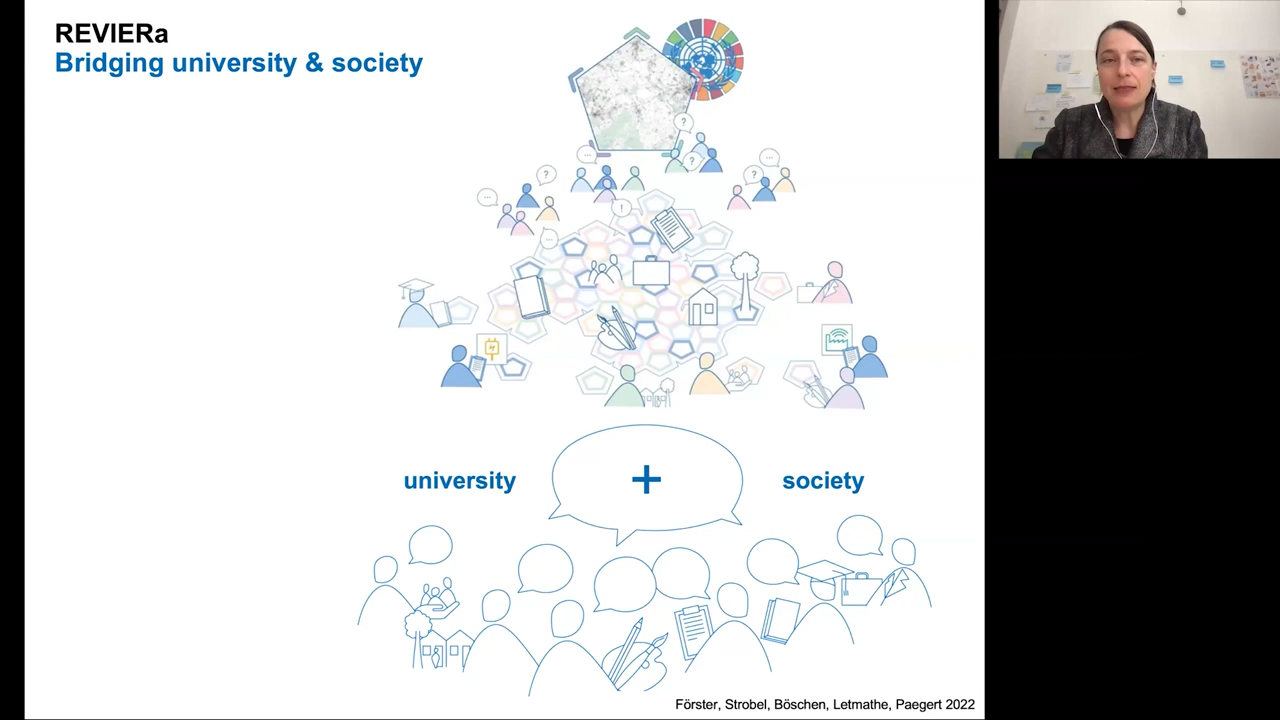 REVIERa
Bridging university & society
?
...
?
?
...
...
!
...
university + society
Förster, Strobel, Böschen, Letmathe, Paegert 2022